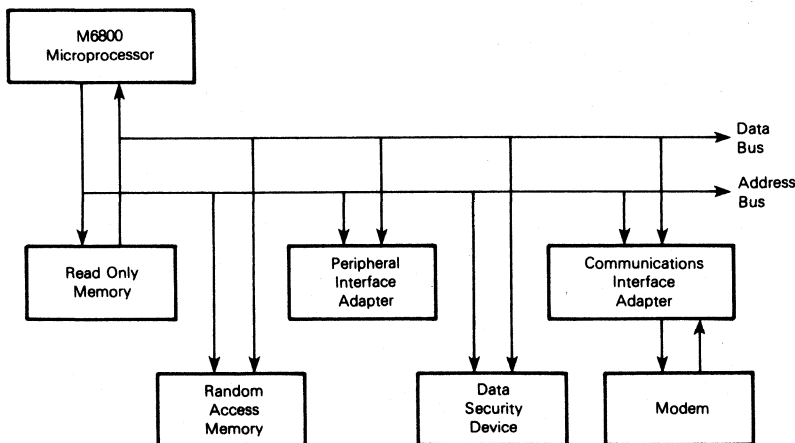 M6800
Microprocessor
Data
Bus
Address
Bus
Read Only
Memory
Peripheral
Interface
Adapter
Communications
Interface
Adapter
Random
Access
Memory
Data
Security
Device
Modem